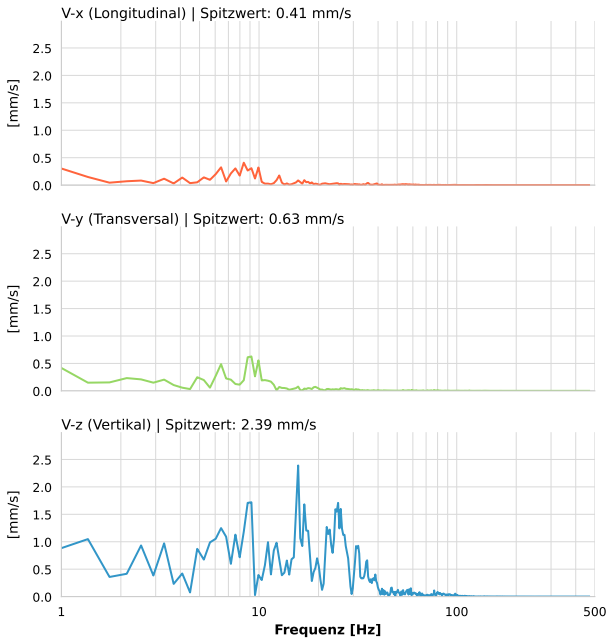 V-x (Longitudinal) | Spitzwert: 0.41 mm/s
2.5
2.0
1.5
1.0
0.5
0.0
[mm/s]
V-y (Transversal) | Spitzwert: 0.63 mm/s
2.5
2.0
1.5
1.0
0.5
0.0
[mm/s]
V-z (Vertikal) | Spitzwert: 2.39 mm/s
2.5
2.0
1.5
1.0
0.5
0.0
[mm/s]
1 10 100 500
Frequenz [Hz]